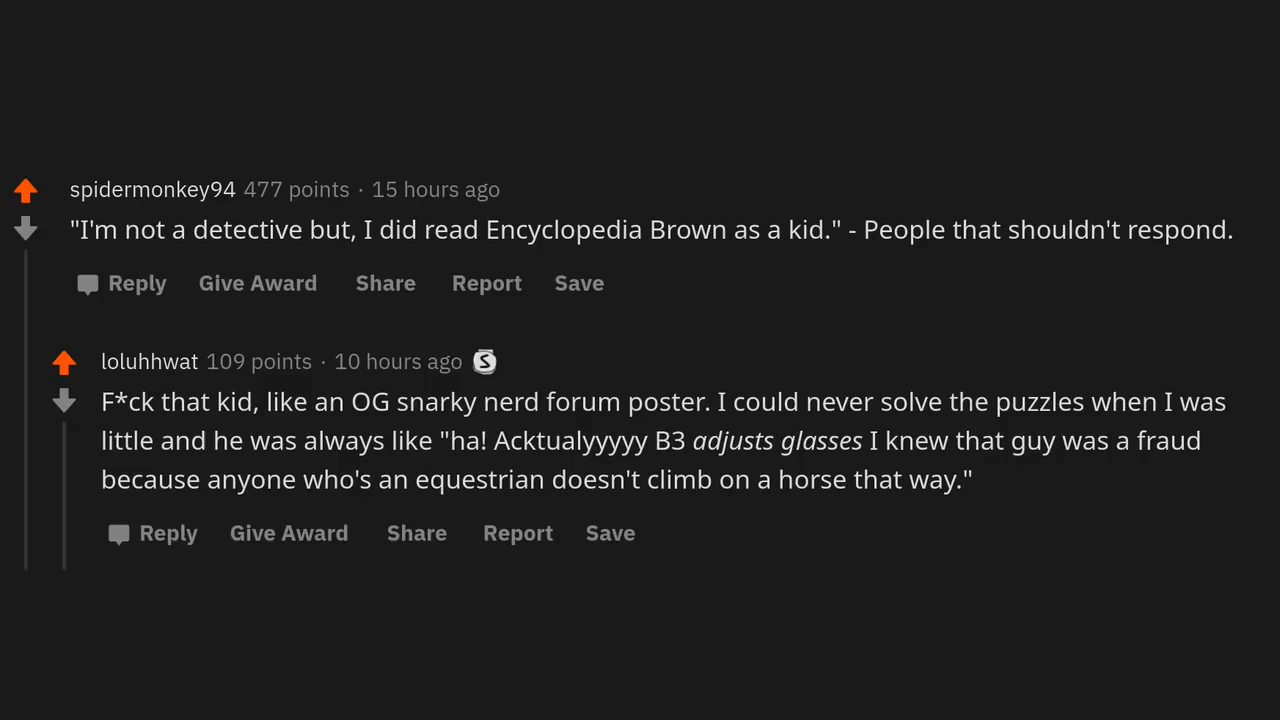 spidermonkey94 477 points · 15 hours ago
"I'm not a detective but, I did read Encyclopedia Brown as a kid." - People that shouldn't respond.
Reply Give Award Share Report Save
loluhhwat 109 points · 10 hours ago S
F*ck that kid, like an OG snarky nerd forum poster. I could never solve the puzzles when I was
little and he was always like "ha! Acktualyyyyy B3 adjusts glasses I knew that guy was a fraud
because anyone who's an equestrian doesn't climb on a horse that way."
Reply Give Award Share Report Save